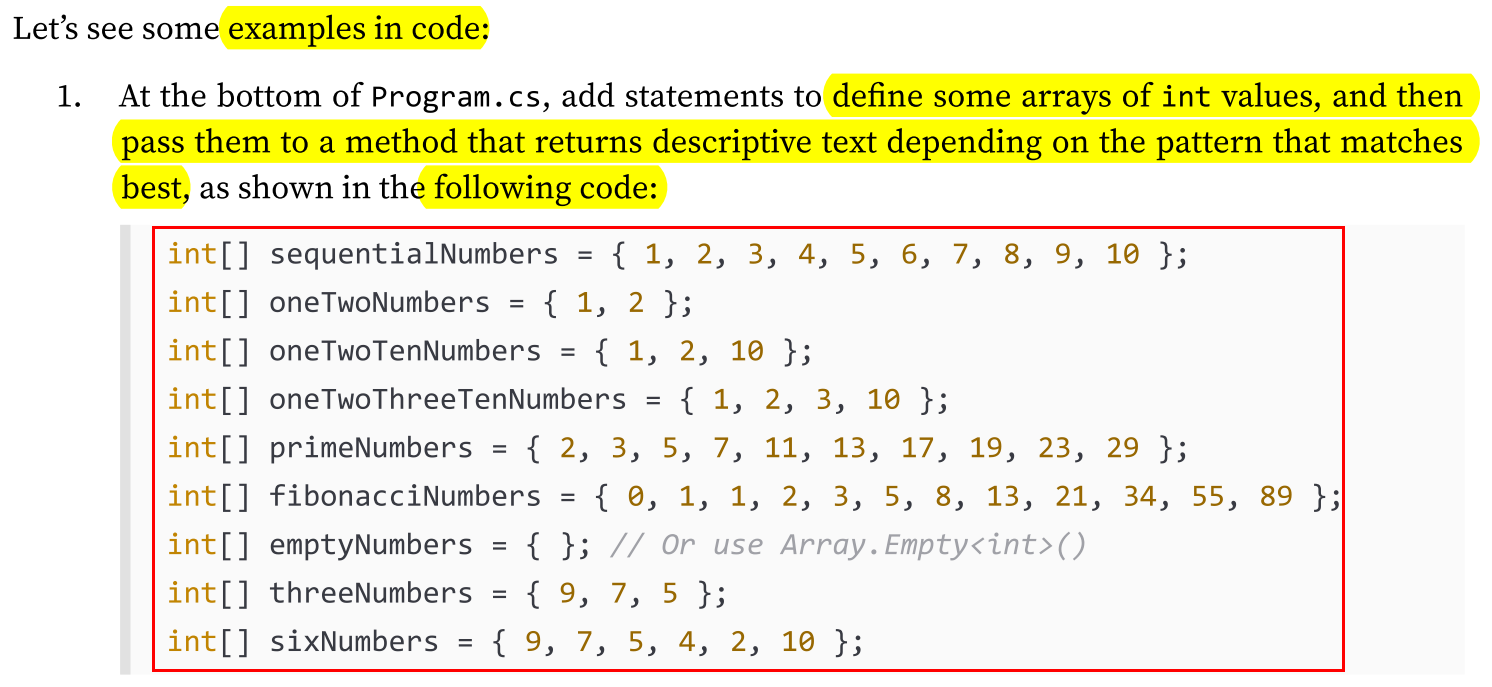 Let’s see some examples in code:
1. At the bottom of Program.cs, add statements to define some arrays of int values, and then
pass them to a method that returns descriptive text depending on the pattern that matches
best, as shown in the following code:
int[] sequentialNumbers = { 1, 2, 3, 4, 5, 6, 7, 8, 9, 10 };
int[] oneTwoNumbers = { 1, 2 };
int[] oneTwoTenNumbers = { 1, 2, 10 };
int[] oneTwoThreeTenNumbers = { 1, 2, 3, 10 };
int[] primeNumbers = { 2, 3, 5, 7, 11, 13, 17, 19, 23, 29 };
int[] fibonacciNumbers = { 0, 1, 1, 2, 3, 5, 8, 13, 21, 34, 55, 89 };
int[] emptyNumbers = { }; // Or use Array.Empty<int>()
int[] threeNumbers = { 9, 7, 5 };
int[] sixNumbers = { 9, 7, 5, 4, 2, 10 };